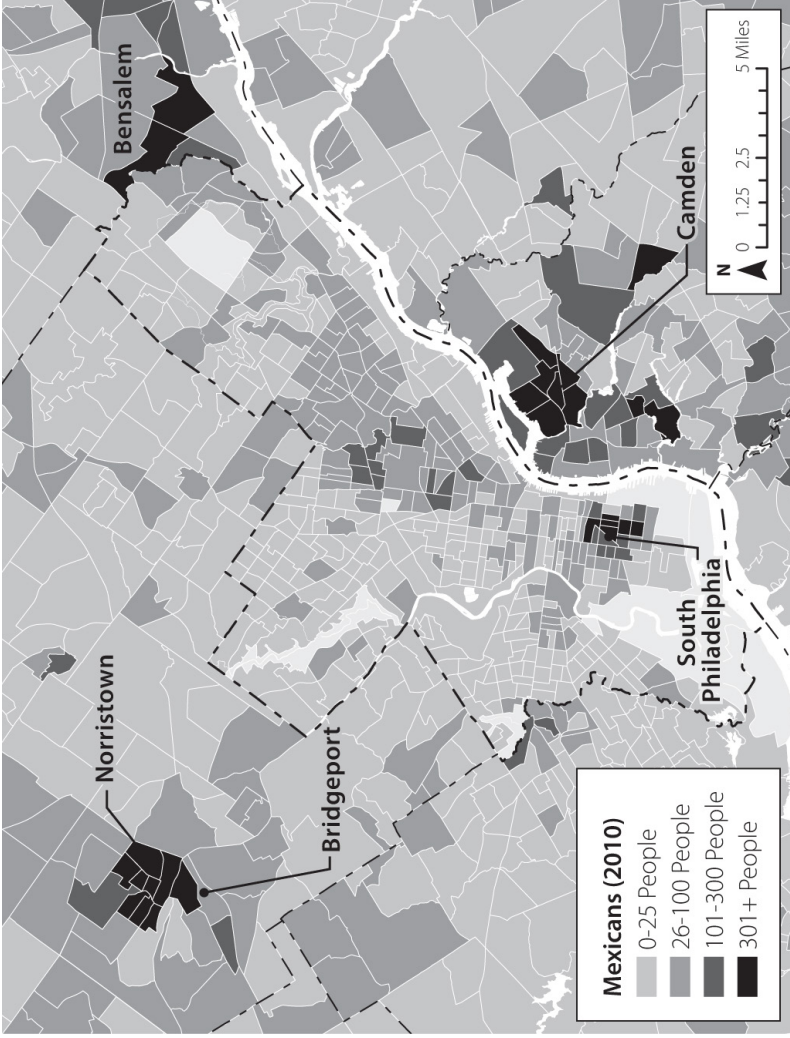 Bensalem
Norristown
Bridgeport
Camden
South
Philadelphia
Mexicans (2010)
0-25 People
26-100 People
101-300 People
301+ People
N
0 1.25 2.5 5 Miles